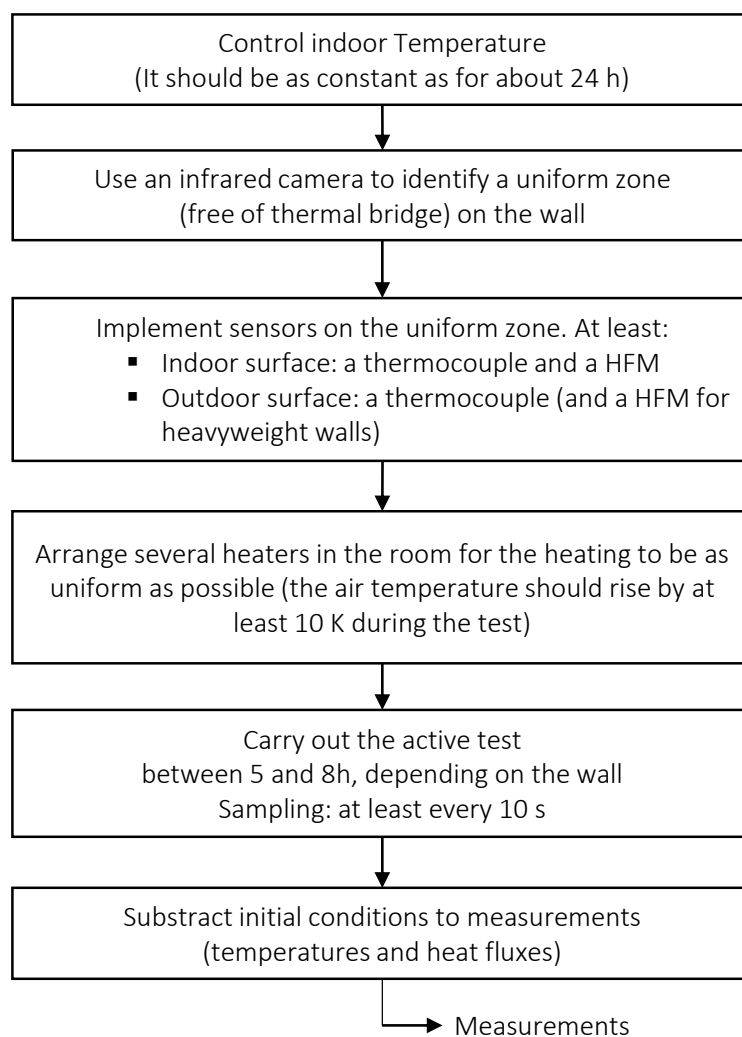 Control indoor Temperature
(It should be as constant as for about 24 h)
Use an infrared camera to identify a uniform zone
(free of thermal bridge) on the wall
Implement sensors on the uniform zone. At least:
▪ Indoor surface: a thermocouple and a HFM
▪ Outdoor surface: a thermocouple (and a HFM for
heavyweight walls)
Arrange several heaters in the room for the heating to be as
uniform as possible (the air temperature should rise by at
least 10 K during the test)
Carry out the active test
between 5 and 8h, depending on the wall
Sampling: at least every 10 s
Substract initial conditions to measurements
(temperatures and heat fluxes)
Measurements